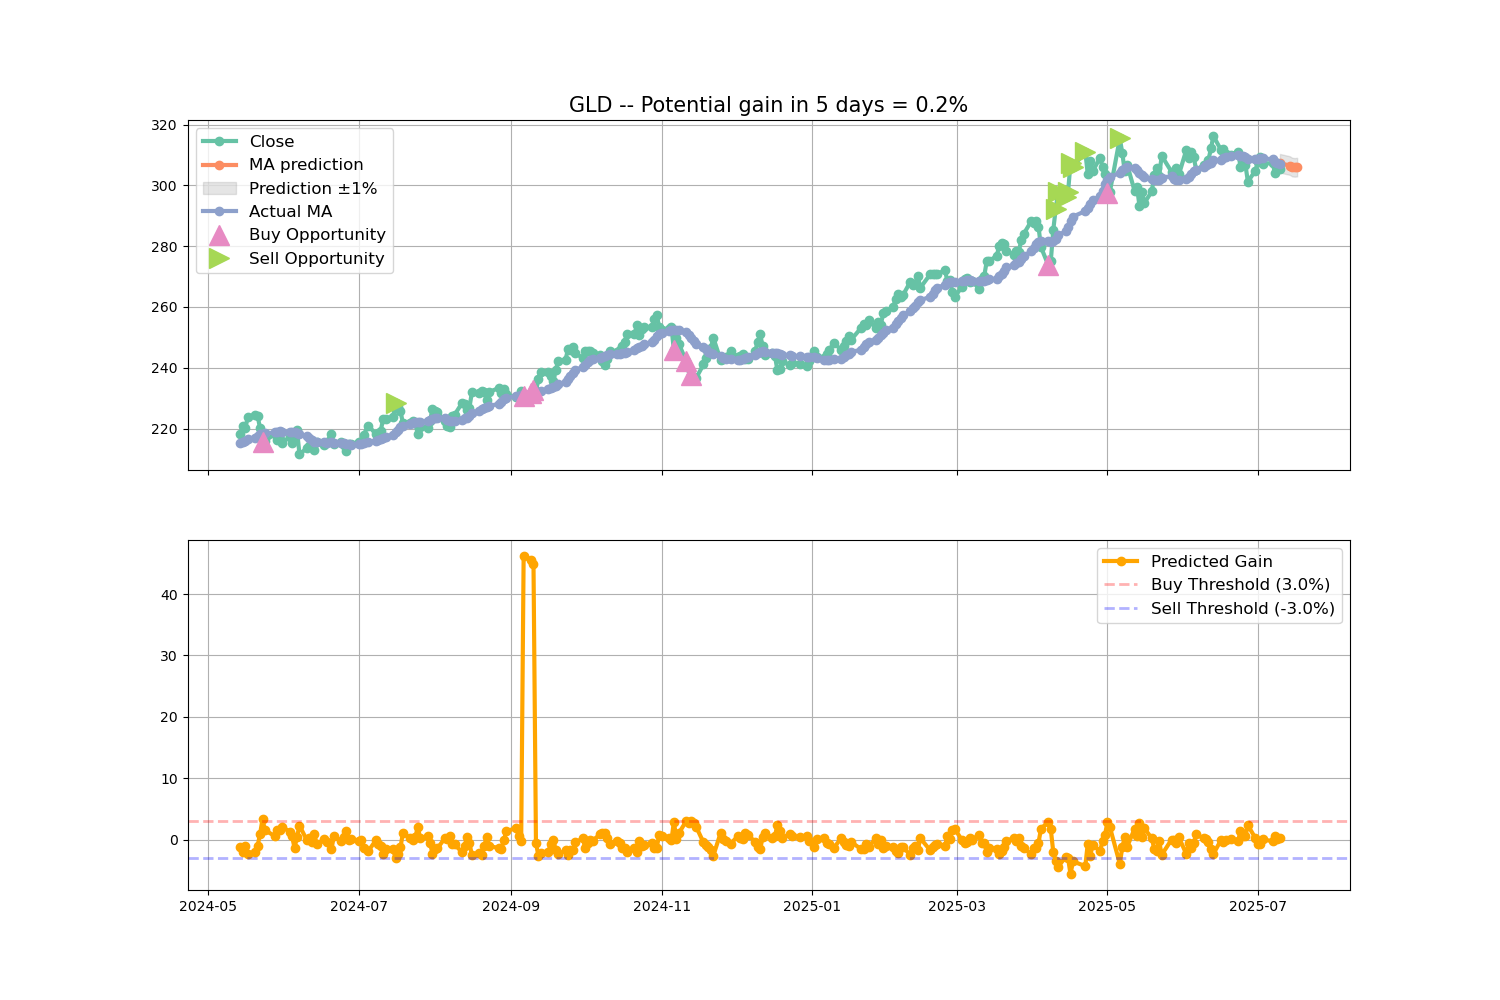 GLD -- Potential gain in 5 days = 0.2%
320
300
280
260
240
220
Close
MA prediction
Prediction ±1%
Actual MA
Buy Opportunity
Sell Opportunity
40
30
20
10
0
Predicted Gain
Buy Threshold (3.0%)
Sell Threshold (-3.0%)
2024-05
2024-07
2024-09
2024-11
2025-01
2025-03
2025-05
2025-07